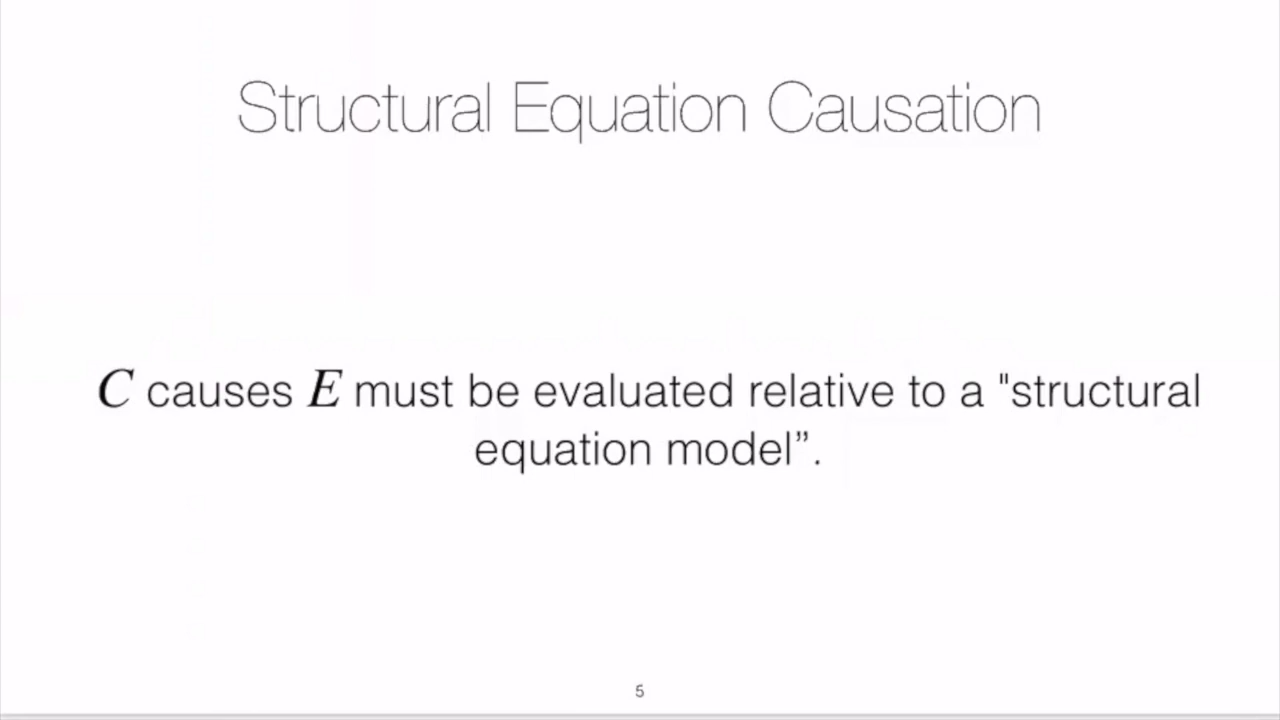 Structural Equation Causation
C causes E must be evaluated relative to a "structural
equation model”.
5